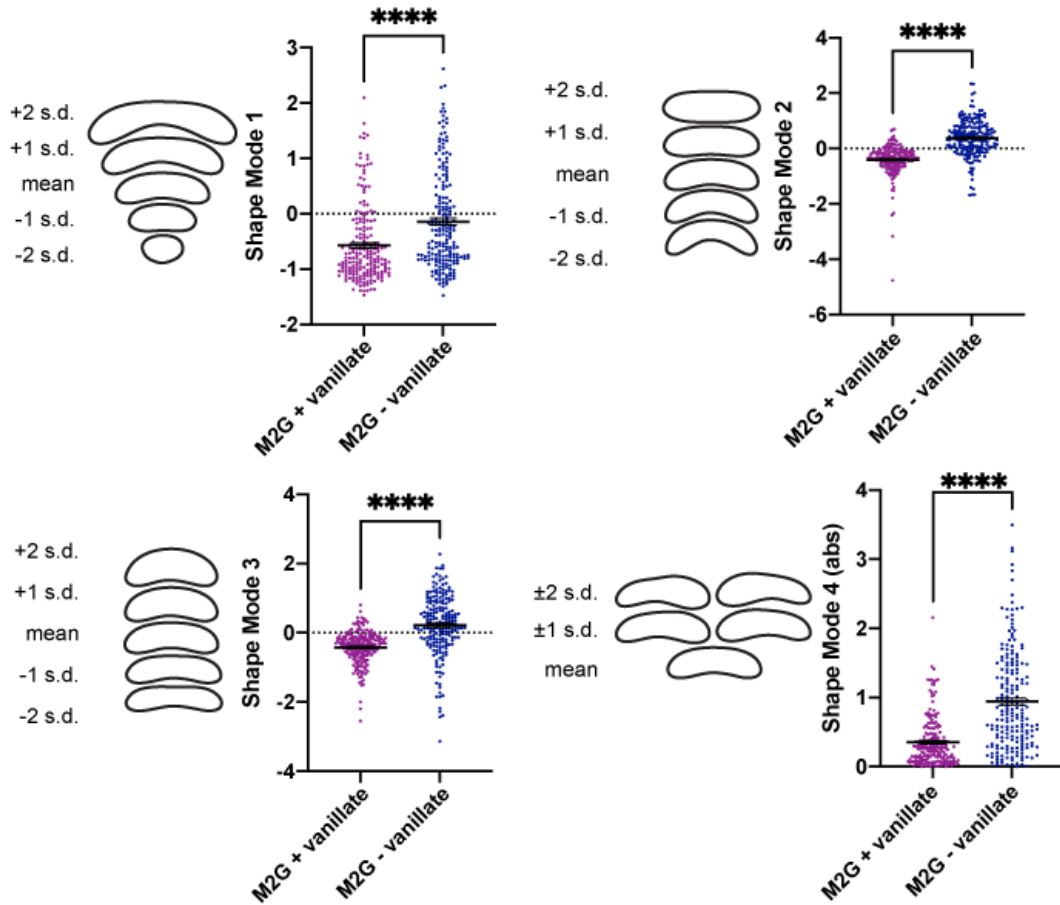 ****
+2 s.d.
+1 s.d.
mean
-1 s.d.
-2 s.d.
Shape Mode 1
3
2
1
0
-1
-2
M2G + vanillate
M2G - vanillate
****
+2 s.d.
+1 s.d.
mean
-1 s.d.
-2 s.d.
Shape Mode 2
4
2
0
-2
-4
-6
M2G + vanillate
M2G - vanillate
****
+2 s.d.
+1 s.d.
mean
-1 s.d.
-2 s.d.
Shape Mode 3
4
2
0
-2
-4
M2G + vanillate
M2G - vanillate
****
±2 s.d.
±1 s.d.
mean
Shape Mode 4 (abs)
4
3
2
1
0
M2G + vanillate
M2G - vanillate